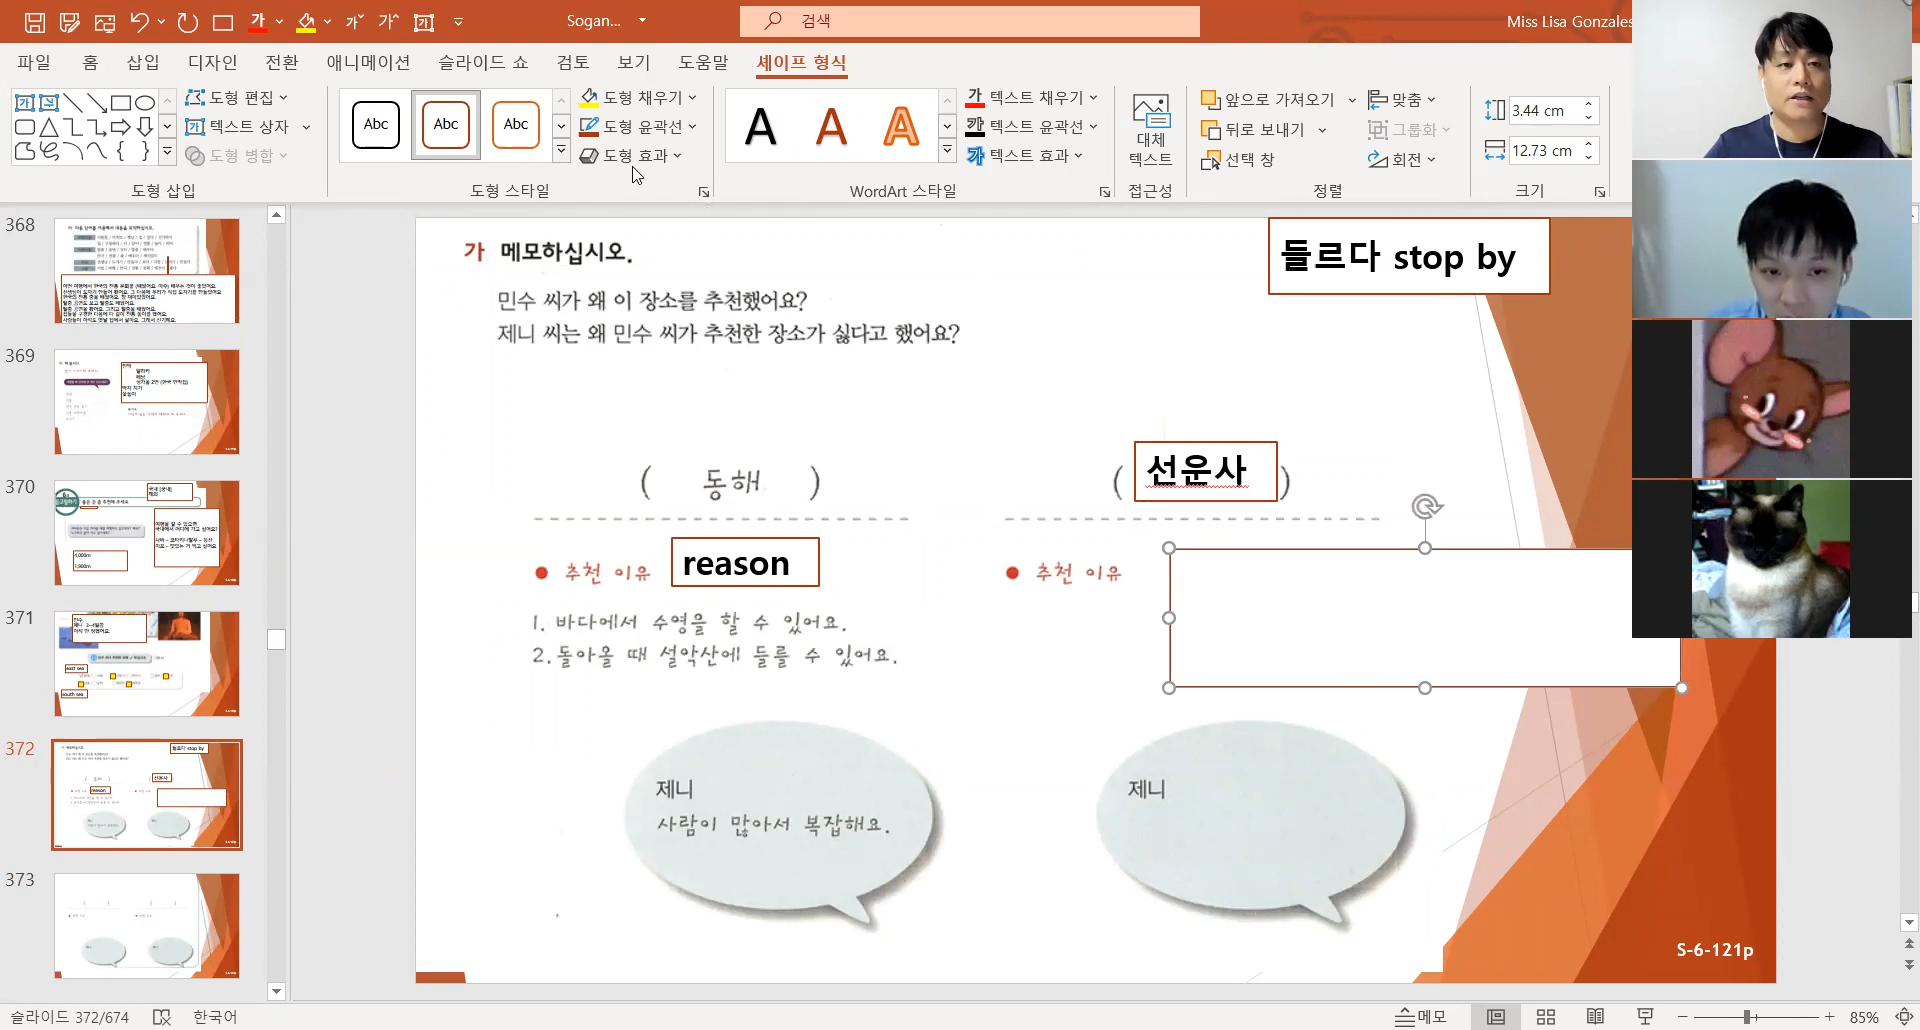 Sogan...
검색
Miss Lisa Gonzales
파일 홈 삽입 디자인 전환 애니메이션 슬라이드 쇼 검토 보기 도움말 셰이프 형식
도형 편집
텍스트 상자
도형 병합
도형 삽입
Abc Abc Abc
도형 채우기
도형 윤곽선
도형 효과
도형 스타일
A A A
텍스트 채우기
텍스트 윤곽선
텍스트 효과
WordArt 스타일
대체
텍스트
접근성
앞으로 가져오기
뒤로 보내기
선택 창
맞춤
그룹화
회전
정렬
3.44 cm
12.73 cm
크기
368
369
370
371
372
373
가 메모하십시오.
들르다 stop by
민수 씨가 왜 이 장소를 추천했어요?
제니 씨는 왜 민수 씨가 추천한 장소가 싫다고 했어요?
( 동해 )
( 선운사 )
추천 이유 reason
추천 이유
1. 바다에서 수영을 할 수 있어요.
2. 돌아올 때 설악산에 들를 수 있어요.
제니
사람이 많아서 복잡해요.
제니
S-6-121p
슬라이드 372/674
한국어
메모
85%